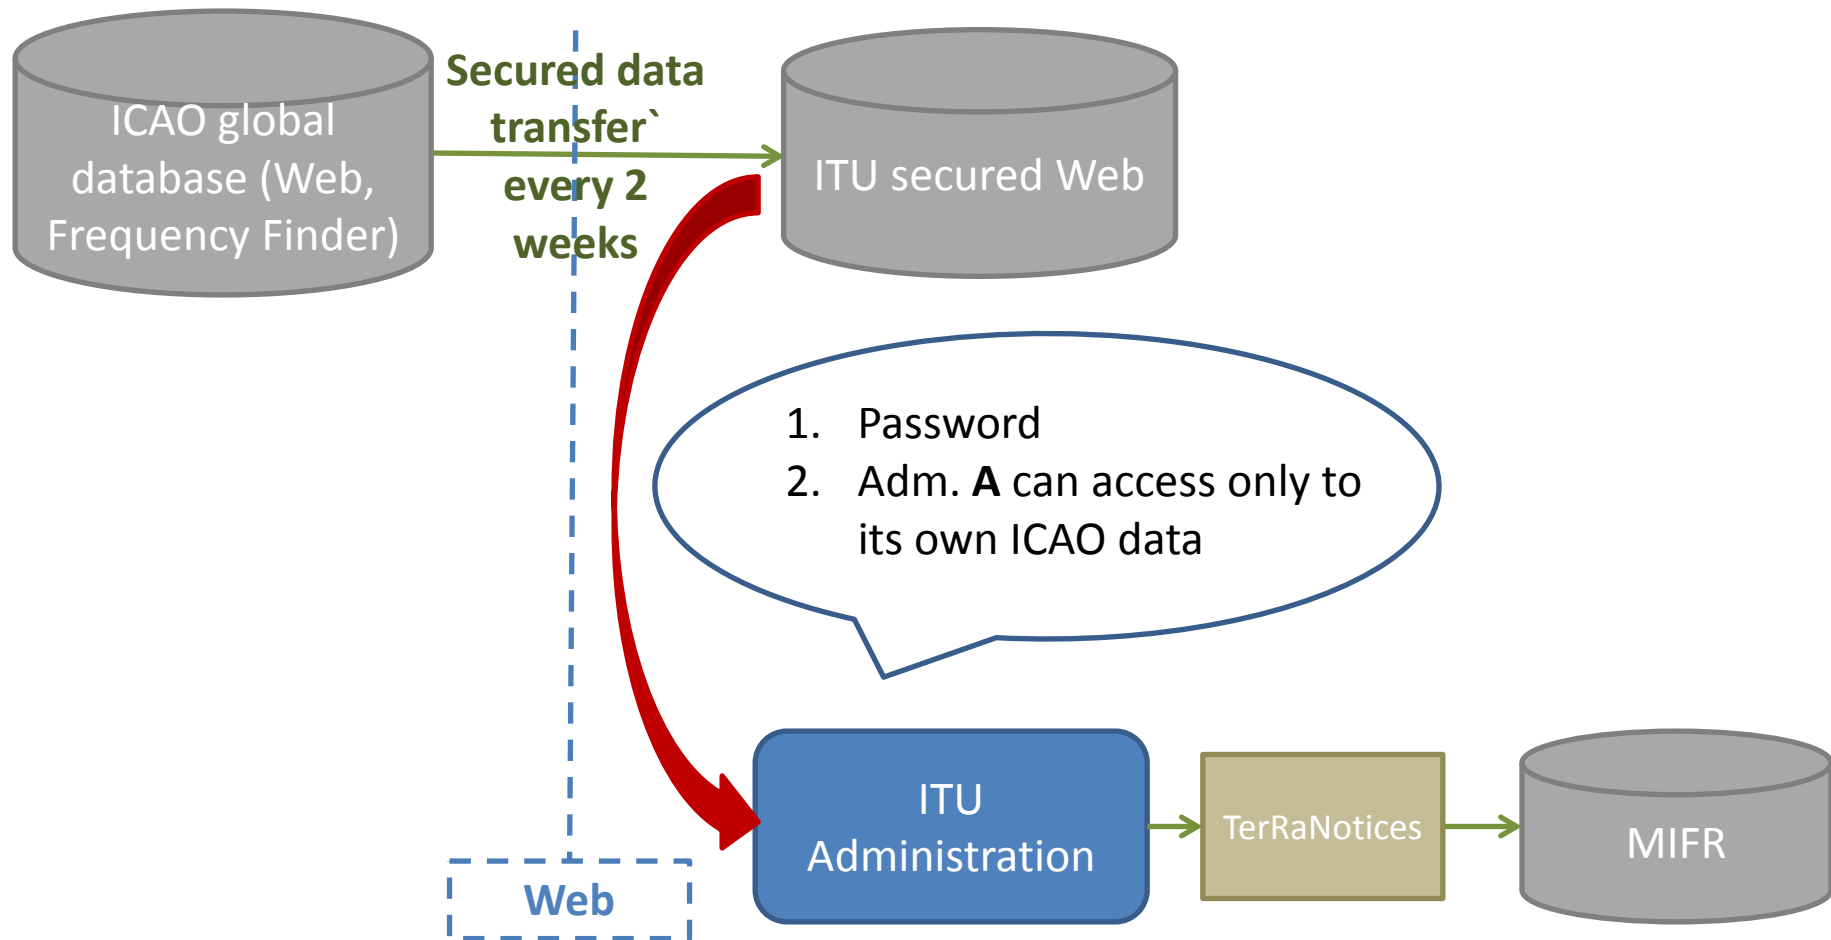 ICAO global
database (Web,
Frequency Finder)
Secured data
transfer`
every 2
weeks
ITU secured Web
1. Password
2. Adm. A can access only to
its own ICAO data
ITU
Administration
TerRaNotices
MIFR
Web